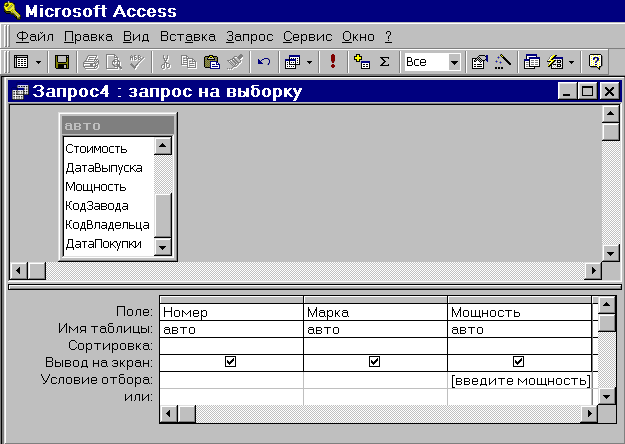 Microsoft Access
Файл Правка Вид Вставка Запрос Сервис Окно ?
Все
Запрос4 : запрос на выборку
авто
Стоимость
ДатаВыпуска
Мощность
КодЗавода
КодВладельца
ДатаПокупки
Поле: Номер Марка Мощность
Имя таблицы: авто авто авто
Сортировка:
Вывод на экран:
Условие отбора: [введите мощность]
или: